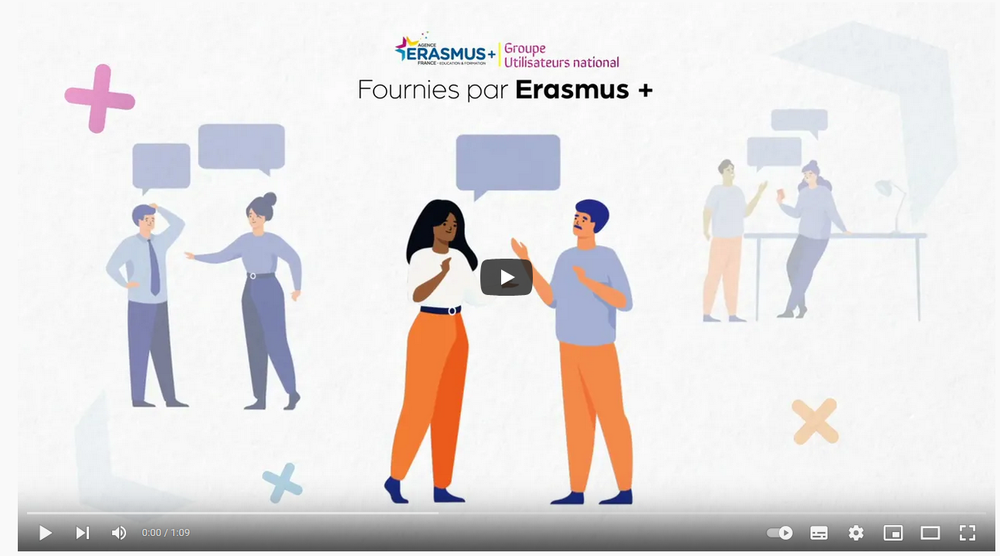 AGENCE
ERASMUS+
FRANCE • EDUCATION & FORMATION
Groupe
Utilisateurs national
Fournies par Erasmus +
0:00 / 1:09